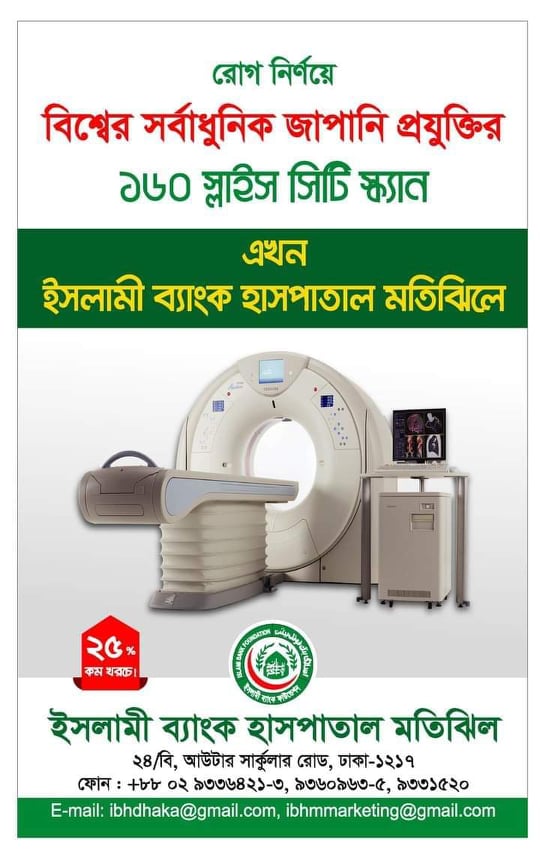 রোগ নির্ণয়ে
বিশ্বের সর্বাধুনিক জাপানি প্রযুক্তির
১৬০ স্লাইস সিটি স্ক্যান
এখন
ইসলামী ব্যাংক হাসপাতাল মতিঝিলে
২৫%
কম খরচে।
ISLAMI BANK FOUNDATION
ইসলামী ব্যাংক ফাউন্ডেশন
ইসলামী ব্যাংক হাসপাতাল মতিঝিল
২৪/বি, আউটার সার্কুলার রোড, ঢাকা-১২১৭
ফোন : +৮৮ ০২ ৯৩৩৬৪২১-৩, ৯৩৬০৯৬৩-৫, ৯৩৩১৫২০
E-mail: ibhdhaka@gmail.com, ibhmmarketing@gmail.com